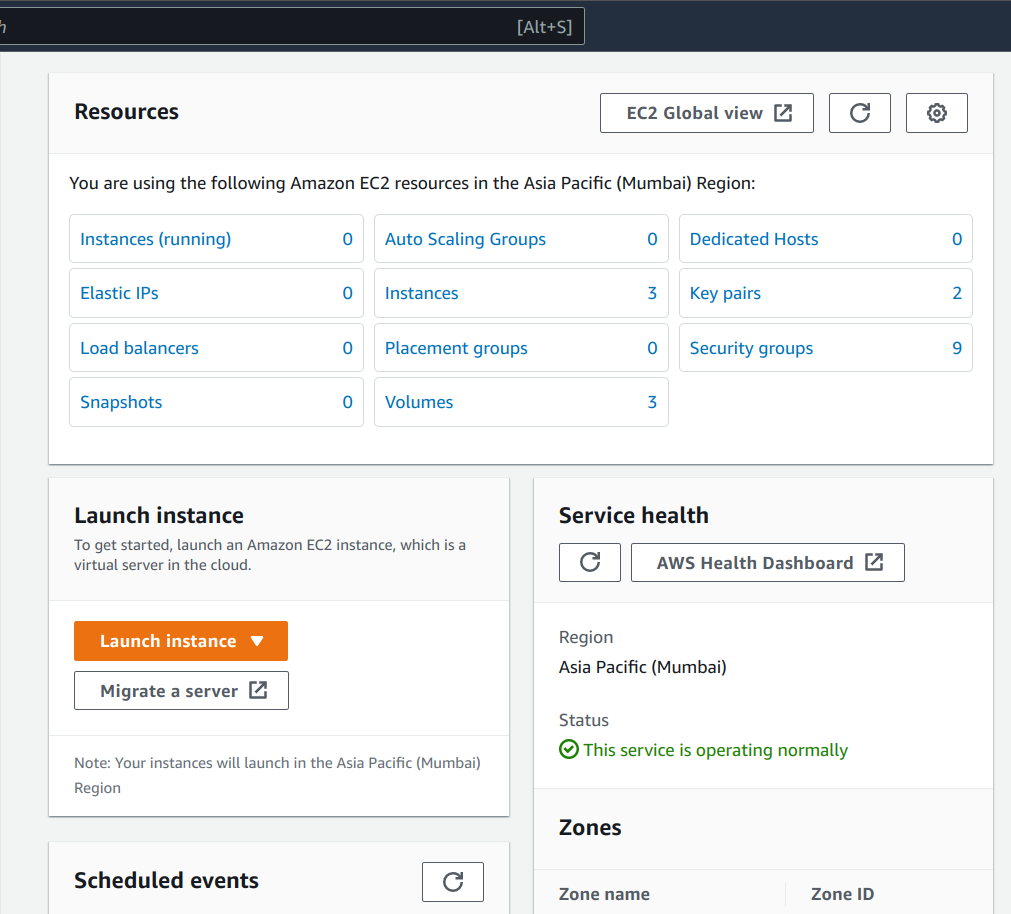 [Alt+S]
Resources
EC2 Global view
You are using the following Amazon EC2 resources in the Asia Pacific (Mumbai) Region:
Instances (running) 0
Auto Scaling Groups 0
Dedicated Hosts 0
Elastic IPs 0
Instances 3
Key pairs 2
Load balancers 0
Placement groups 0
Security groups 9
Snapshots 0
Volumes 3
Launch instance
To get started, launch an Amazon EC2 instance, which is a
virtual server in the cloud.
Launch instance
Migrate a server
Note: Your instances will launch in the Asia Pacific (Mumbai)
Region
Scheduled events
Service health
AWS Health Dashboard
Region
Asia Pacific (Mumbai)
Status
This service is operating normally
Zones
Zone name Zone ID